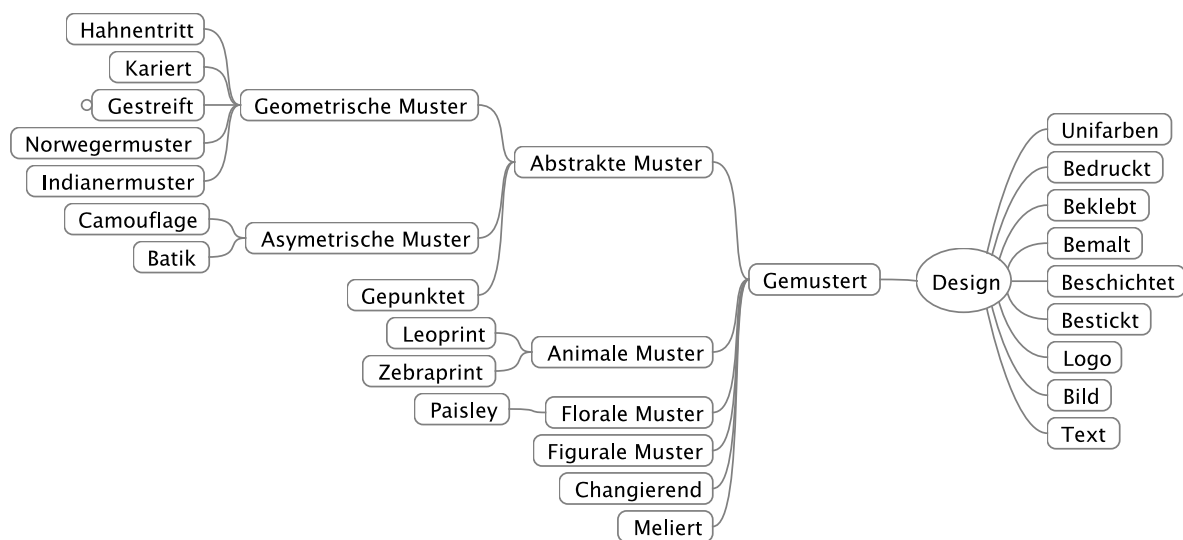 Hahnentritt
Kariert
Gestreift
Norwegermuster
Indianermuster
Geometrische Muster
Camouflage
Batik
Asymetrische Muster
Gepunktet
Abstrakte Muster
Leoprint
Zebraprint
Animale Muster
Paisley
Florale Muster
Figurale Muster
Changierend
Meliert
Gemustert
Design
Unifarben
Bedruckt
Beklebt
Bemalt
Beschichtet
Bestickt
Logo
Bild
Text